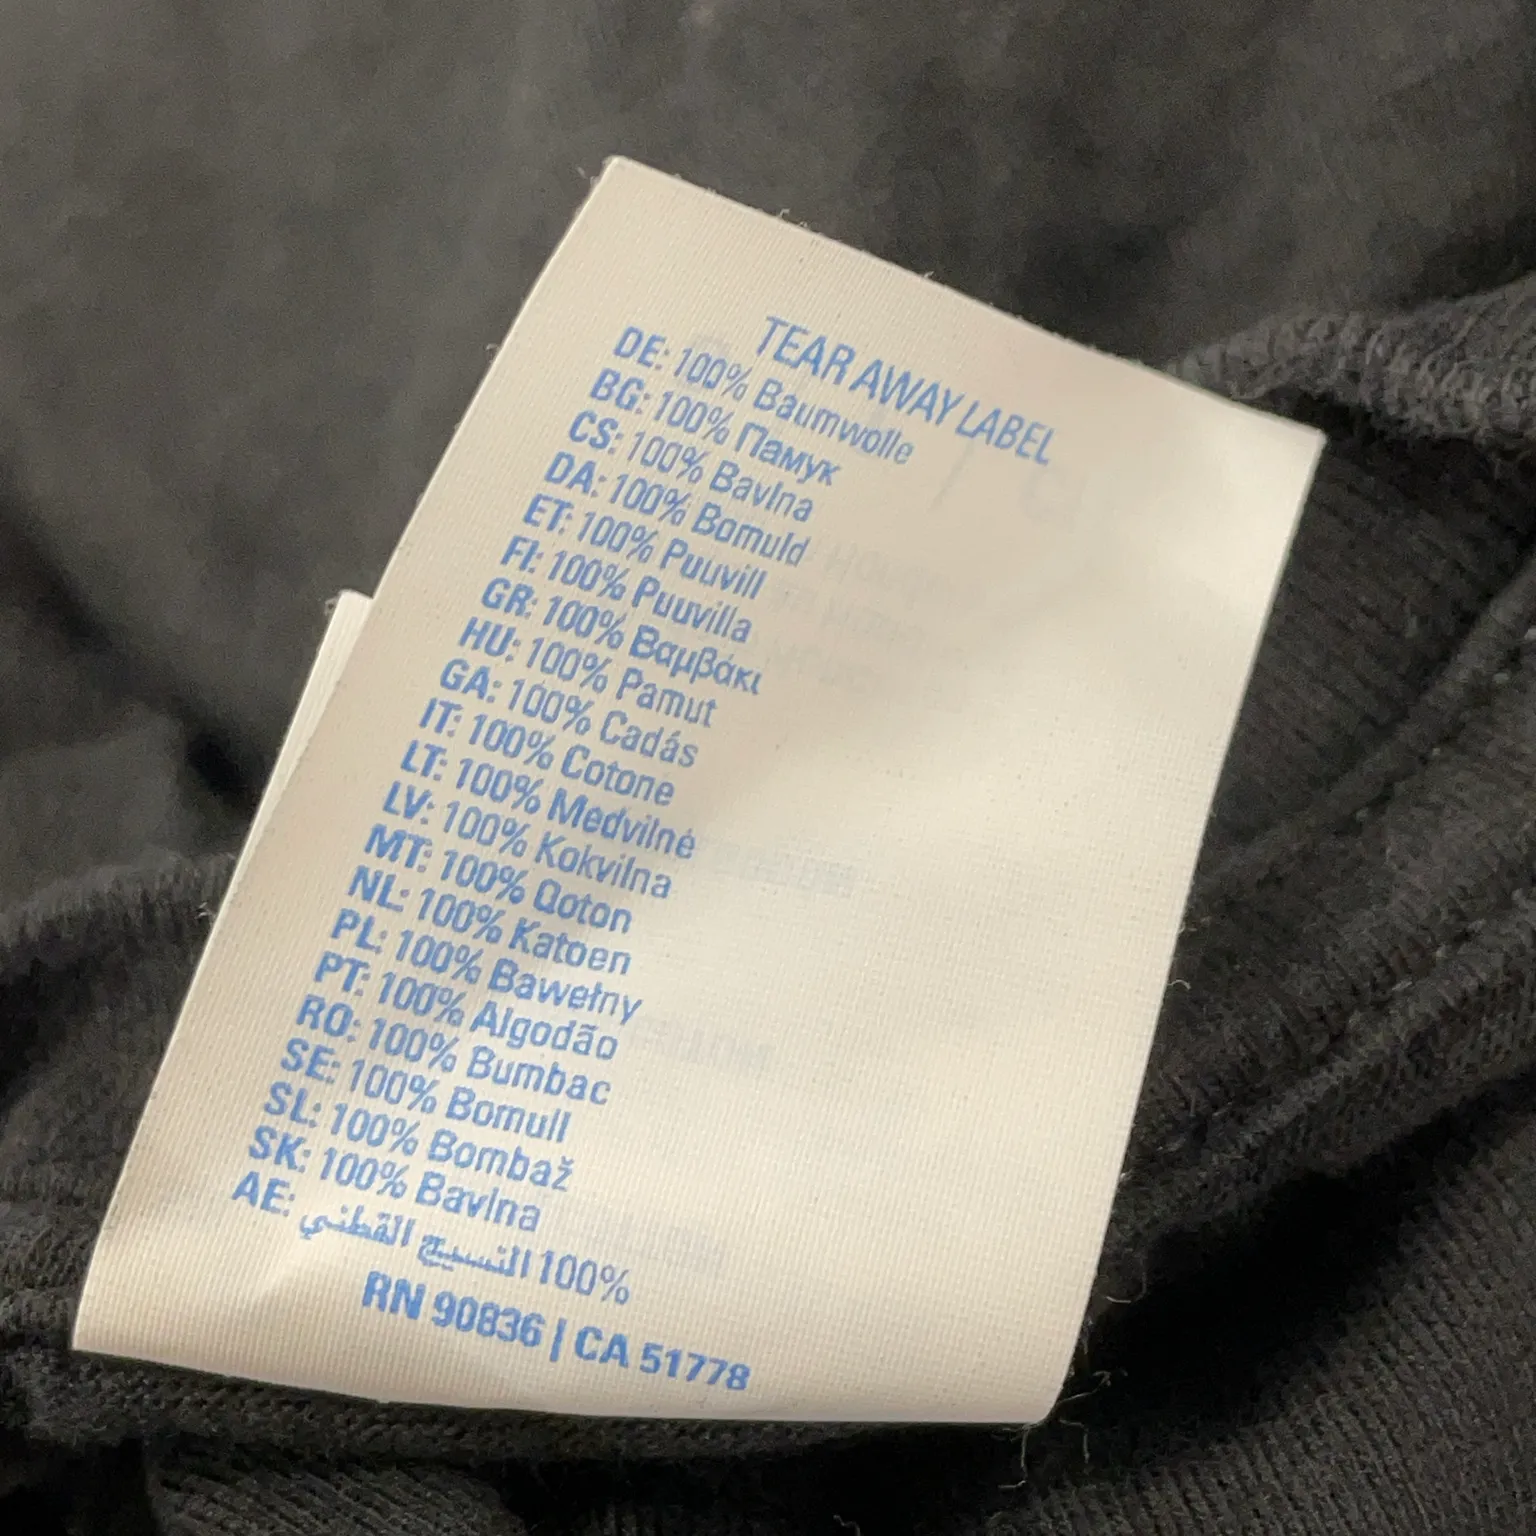 TEAR AWAY LABEL
DE: 100% Baumwolle
BG: 100% Памук
CS: 100% Bavlna
DA: 100% Bomuld
ET: 100% Puuvill
FI: 100% Puuvilla
GR: 100% Βαμβάκι
HU: 100% Pamut
GA: 100% Cadás
IT: 100% Cotone
LT: 100% Medvilnė
LV: 100% Kokvilna
MT: 100% Qoton
NL: 100% Katoen
PL: 100% Bawełny
PT: 100% Algodão
RO: 100% Bumbac
SE: 100% Bomull
SL: 100% Bombaž
SK: 100% Bavlna
AE: 100% النسيج القطني
RN 90836 | CA 51778